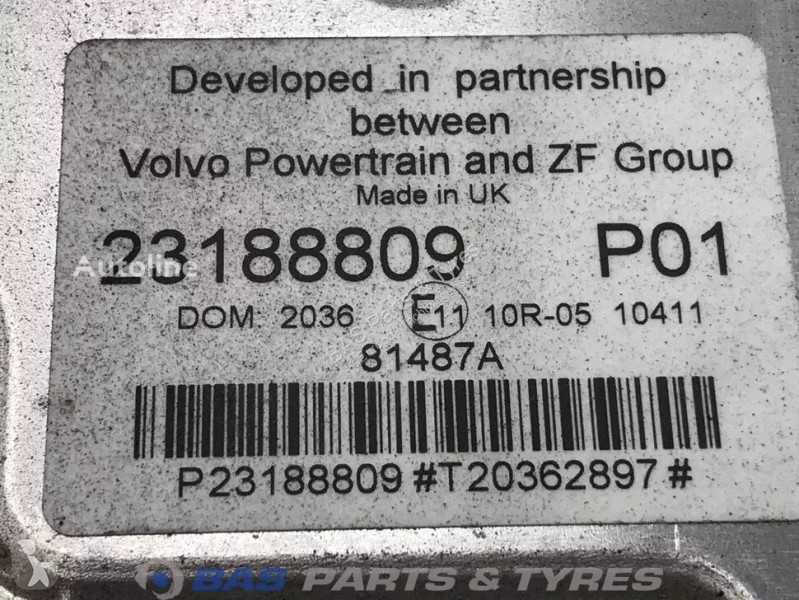 Developed in partnership
between
Volvo Powertrain and ZF Group
Made in UK
23188809 P01
Autoline
DOM: 2036 E11 10R-05 10411
81487A
P23188809#T20362897#
BAS PARTS & TYRES